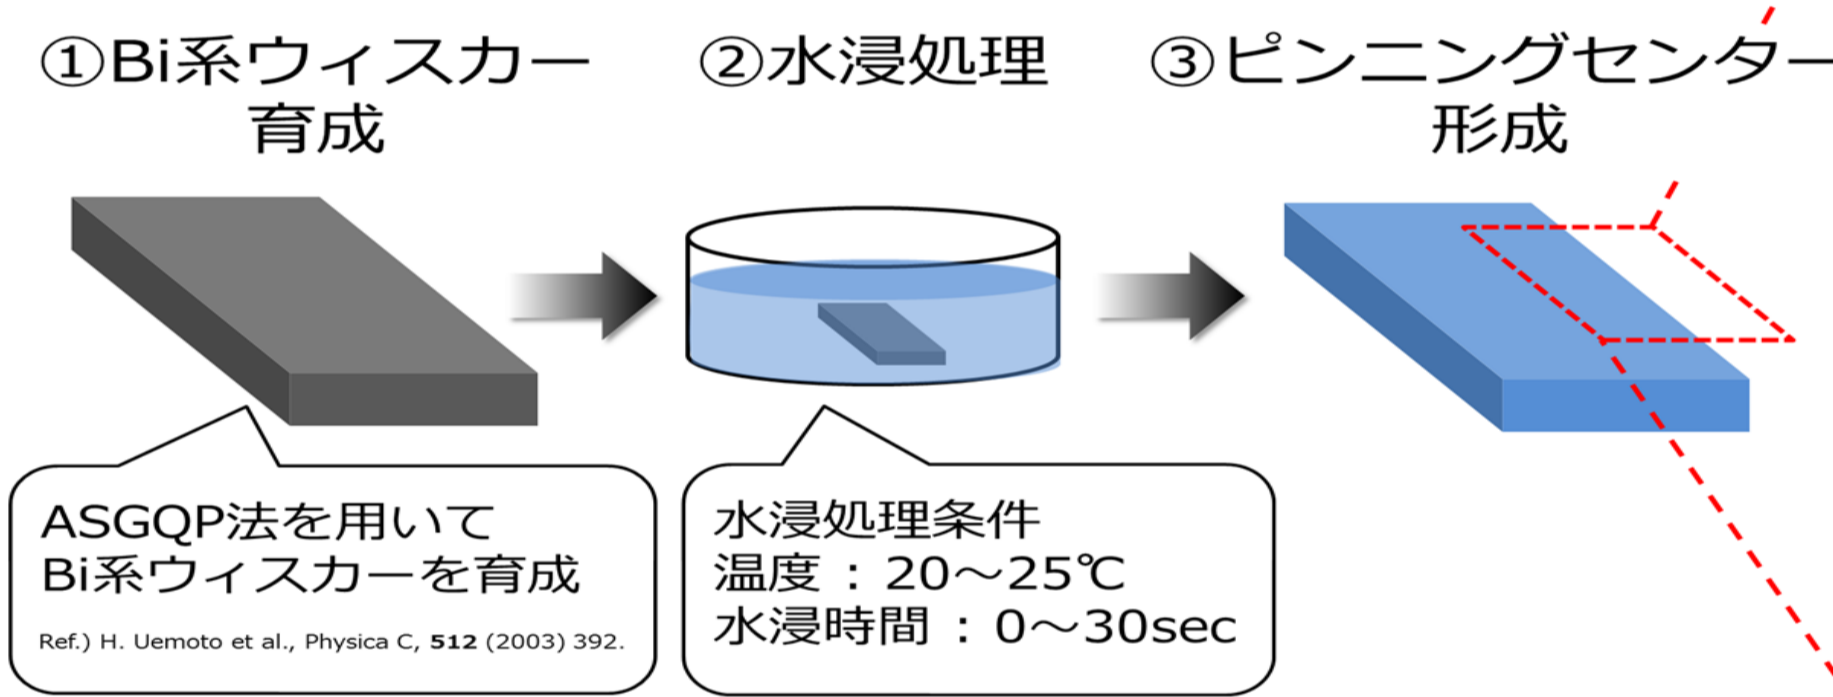 ①Bi系ウィスカー
育成
②水浸処理
③ピンニングセンター
形成
ASGQP法を用いて
Bi系ウィスカーを育成
Ref.) H. Uemoto et al., Physica C, 512 (2003) 392.
水浸処理条件
温度：20～25℃
水浸時間：0～30sec